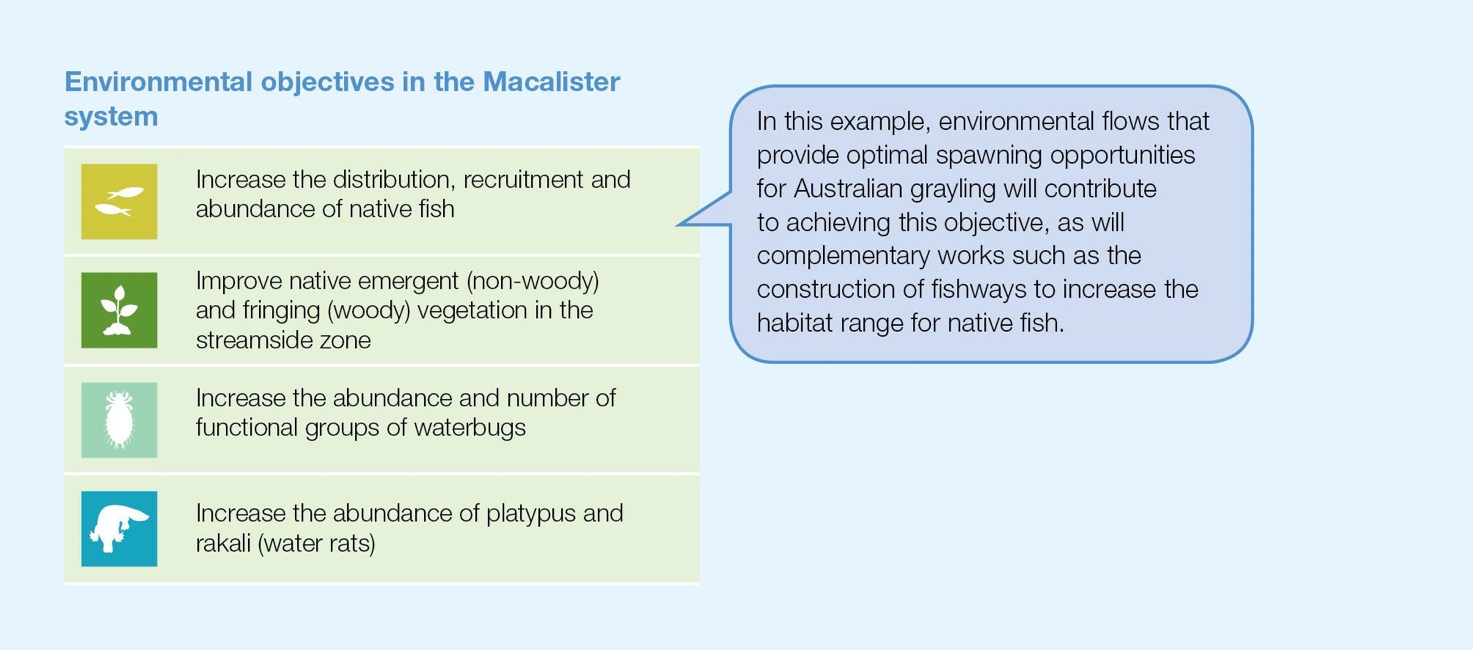 Environmental objectives in the Macalister
system
Increase the distribution, recruitment and
abundance of native fish
Improve native emergent (non-woody)
and fringing (woody) vegetation in the
streamside zone
Increase the abundance and number of
functional groups of waterbugs
Increase the abundance of platypus and
rakali (water rats)
In this example, environmental flows that
provide optimal spawning opportunities
for Australian grayling will contribute
to achieving this objective, as will
complementary works such as the
construction of fishways to increase the
habitat range for native fish.